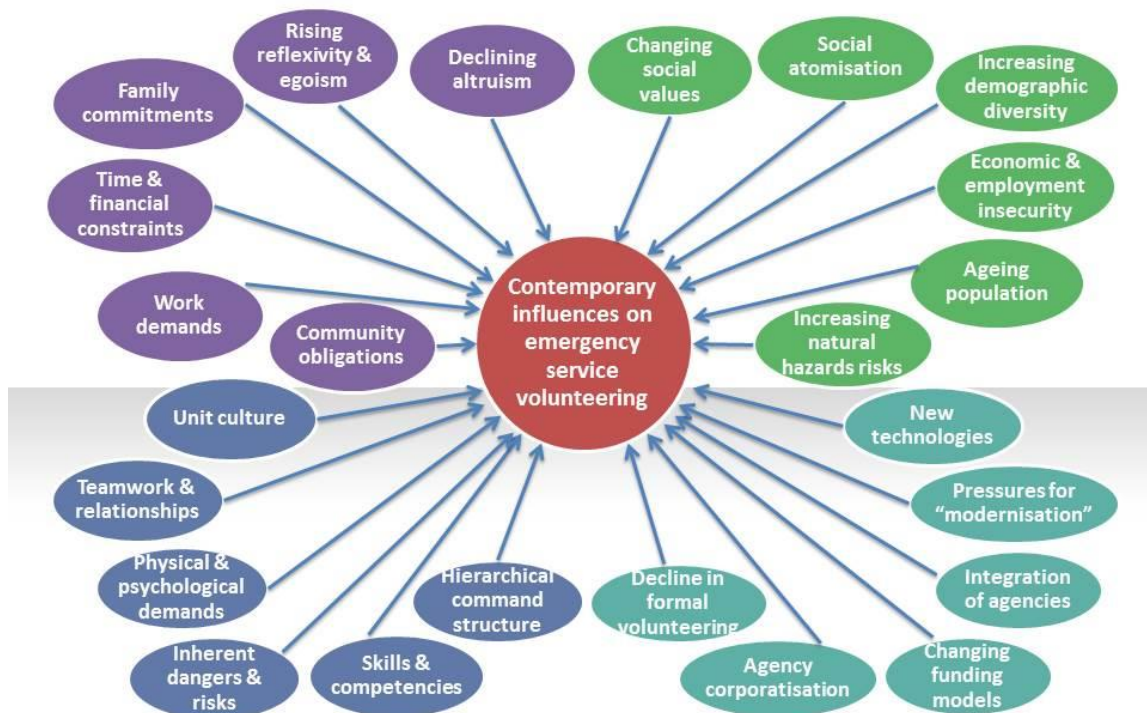 Rising
reflexivity &
egoism
Declining
altruism
Changing
social
values
Social
atomisation
Increasing
demographic
diversity
Family
commitments
Economic &
employment
insecurity
Time &
financial
constraints
Ageing
population
Work
demands
Community
obligations
Contemporary
influences on
emergency
service
volunteering
Increasing
natural
hazards risks
Unit culture
New
technologies
Teamwork &
relationships
Pressures for
“modernisation”
Physical &
psychological
demands
Hierarchical
command
structure
Decline in
formal
volunteering
Integration
of agencies
Inherent
dangers &
risks
Skills &
competencies
Agency
corporatisation
Changing
funding
models